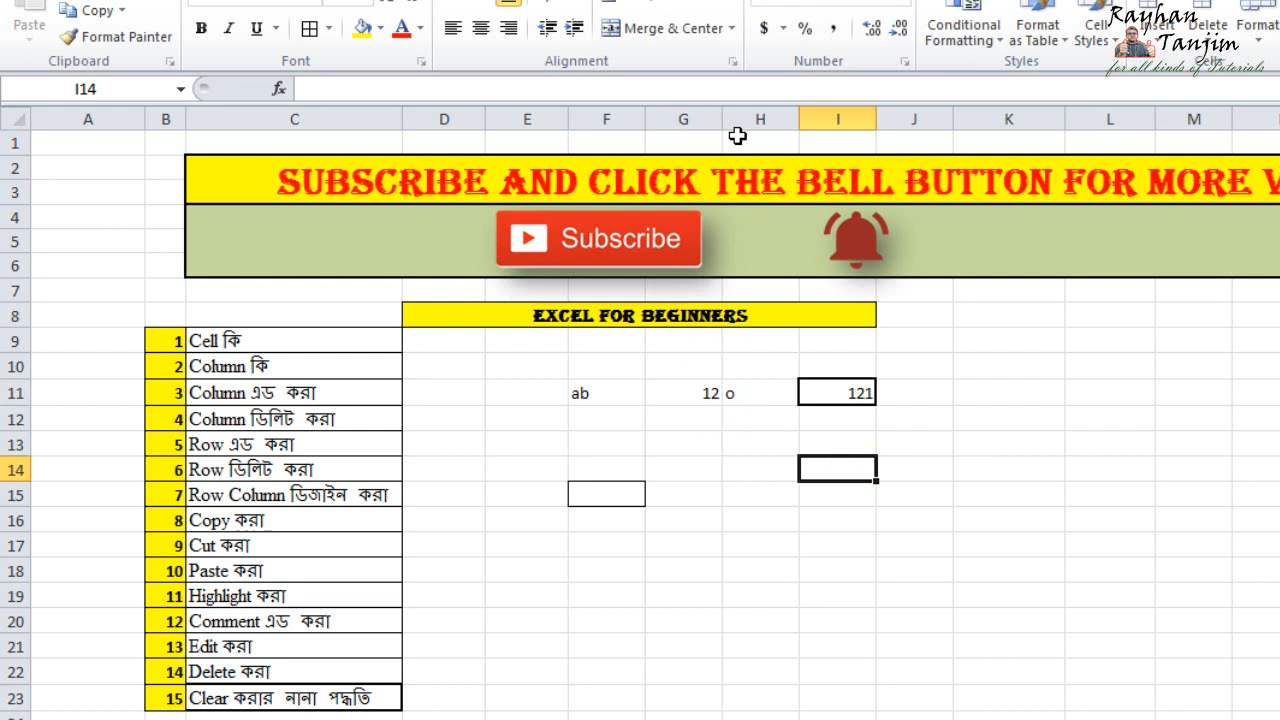 Copy
Paste
Format Painter
Clipboard
B I U A
Font
Merge & Center
Alignment
$ % ,
Number
Conditional Formatting
Format as Table
Cell Styles
Styles
Insert
Delete
Format
Cells
Rayhan
Tanjim
for all kinds of Tutorials
I14 fx
A B C D E F G H I J K L M
1
2 SUBSCRIBE AND CLICK THE BELL BUTTON FOR MORE V
3
4
5 Subscribe
6
7
8 EXCEL FOR BEGINNERS
9 1 Cell কি
10 2 Column কি
11 3 Column এড করা ab 12 o 121
12 4 Column ডিলিট করা
13 5 Row এড করা
14 6 Row ডিলিট করা
15 7 Row Column ডিজাইন করা
16 8 Copy করা
17 9 Cut করা
18 10 Paste করা
19 11 Highlight করা
20 12 Comment এড করা
21 13 Edit করা
22 14 Delete করা
23 15 Clear করার নানা পদ্ধতি